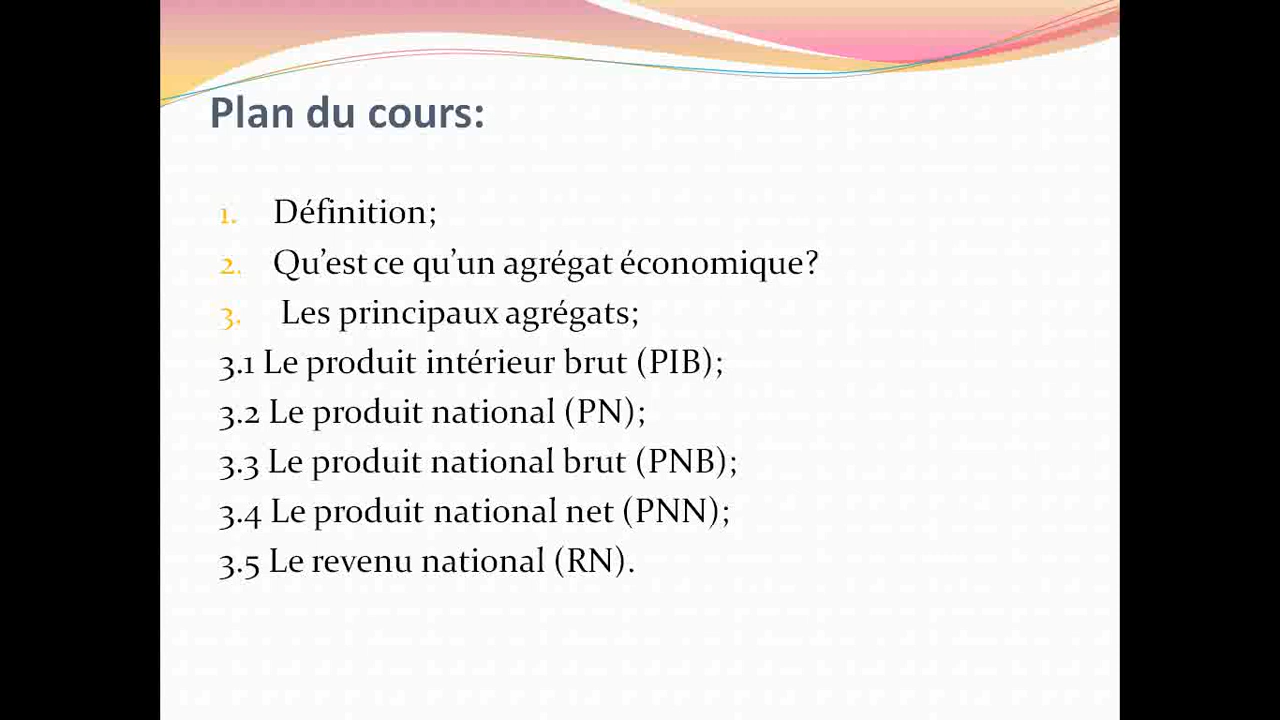 Plan du cours:
1. Définition;
2. Qu’est ce qu’un agrégat économique?
3. Les principaux agrégats;
3.1 Le produit intérieur brut (PIB);
3.2 Le produit national (PN);
3.3 Le produit national brut (PNB);
3.4 Le produit national net (PNN);
3.5 Le revenu national (RN).